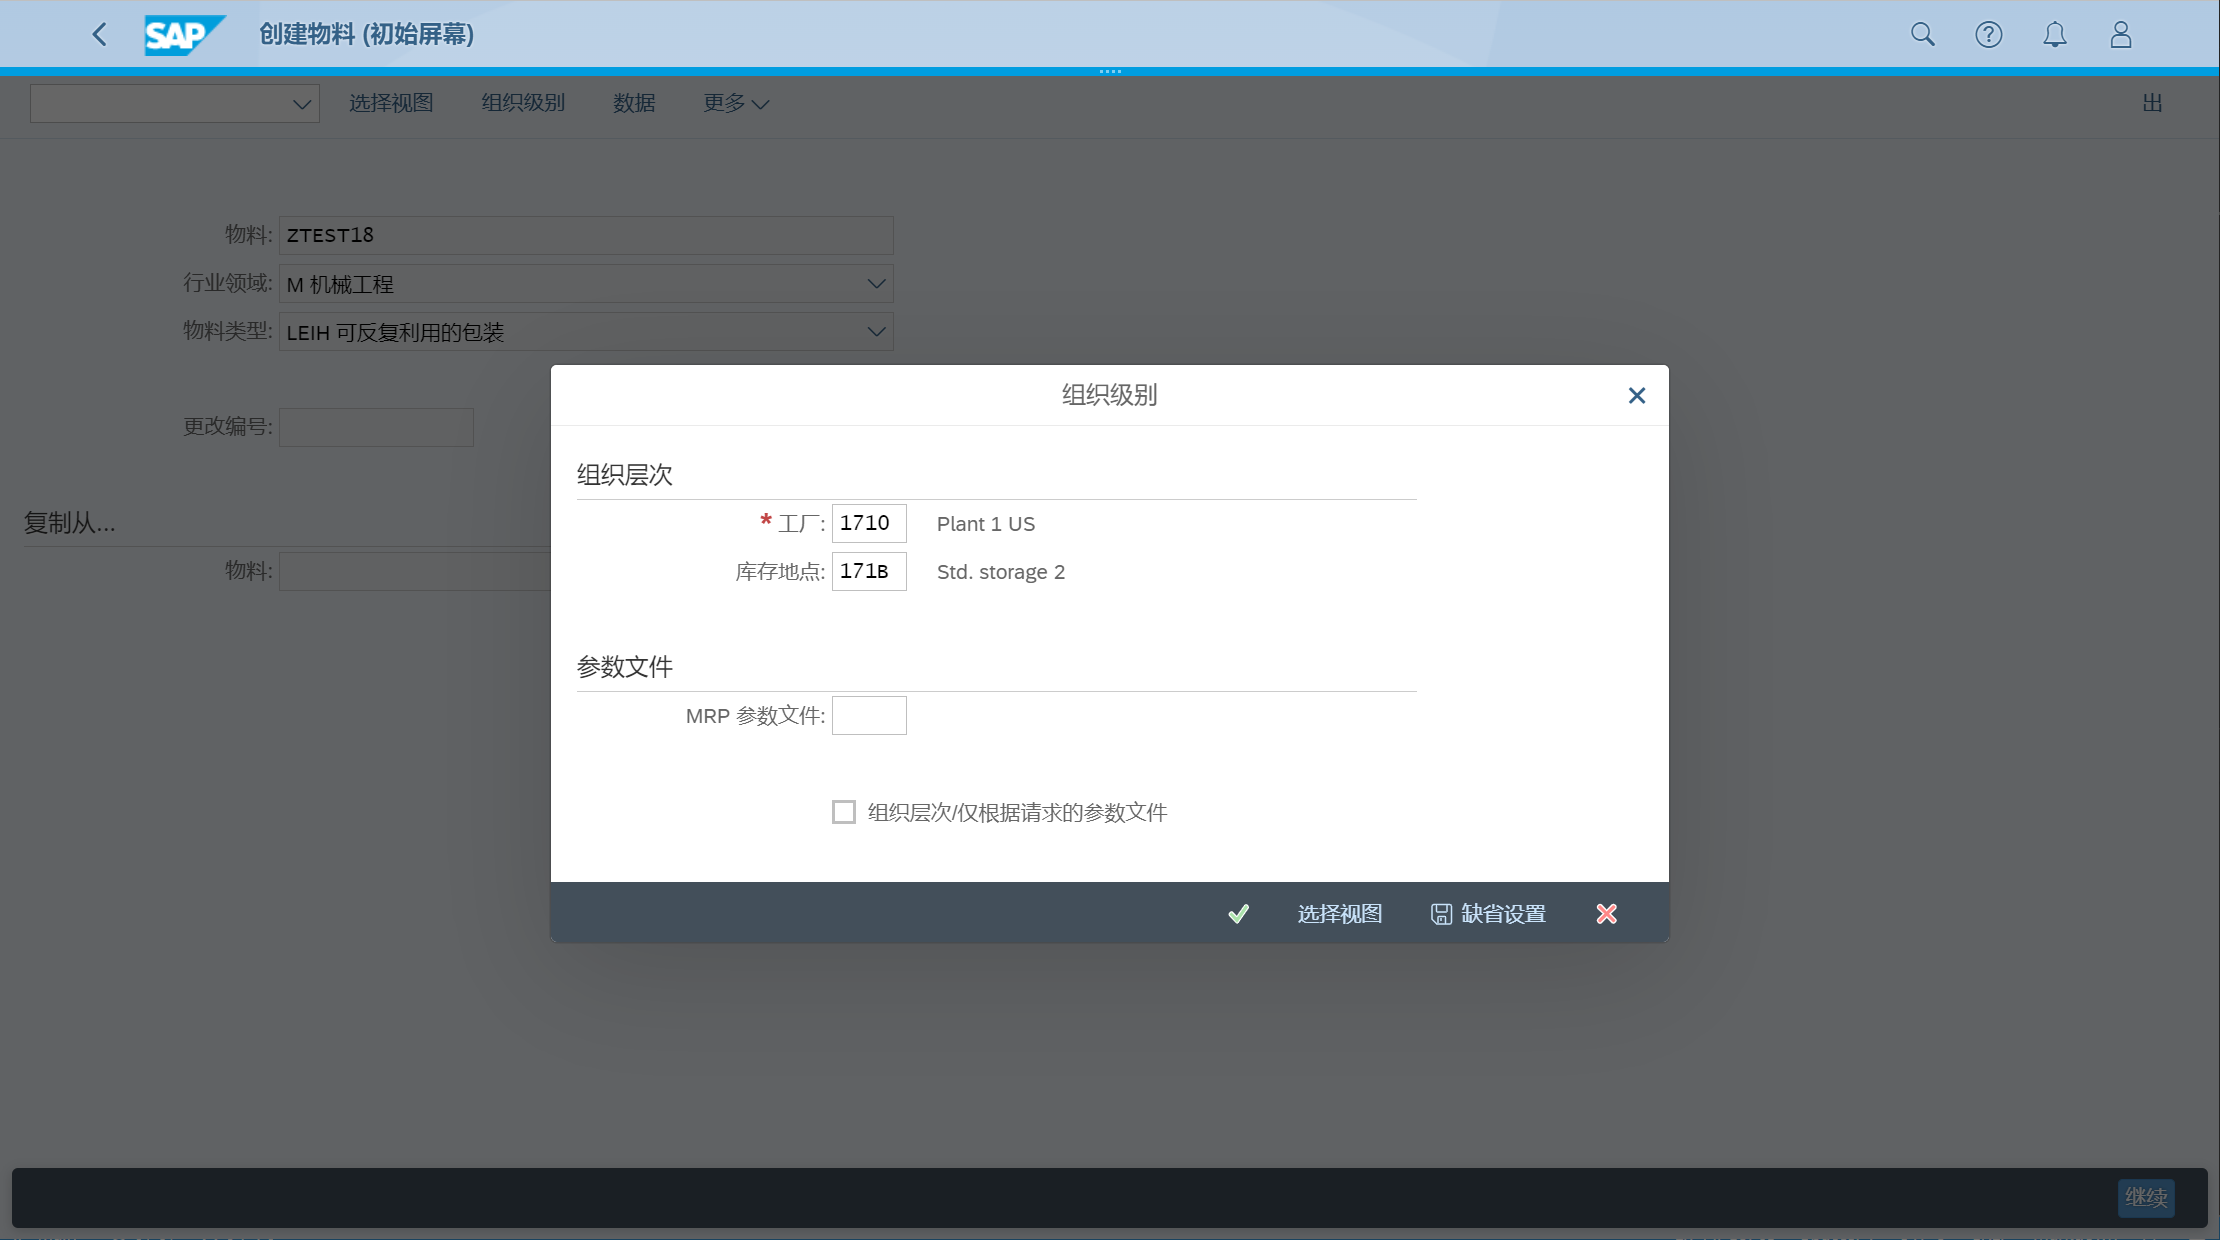 SAP 创建物料 (初始屏幕)
选择视图 组织级别 数据 更多 出
物料: ZTEST18
行业领域: M 机械工程
物料类型: LEIH 可反复利用的包装
更改编号:
复制从...
物料:
组织级别
组织层次
* 工厂: 1710 Plant 1 US
库存地点: 171B Std. storage 2
参数文件
MRP 参数文件:
组织层次/仅根据请求的参数文件
选择视图 缺省设置
继续